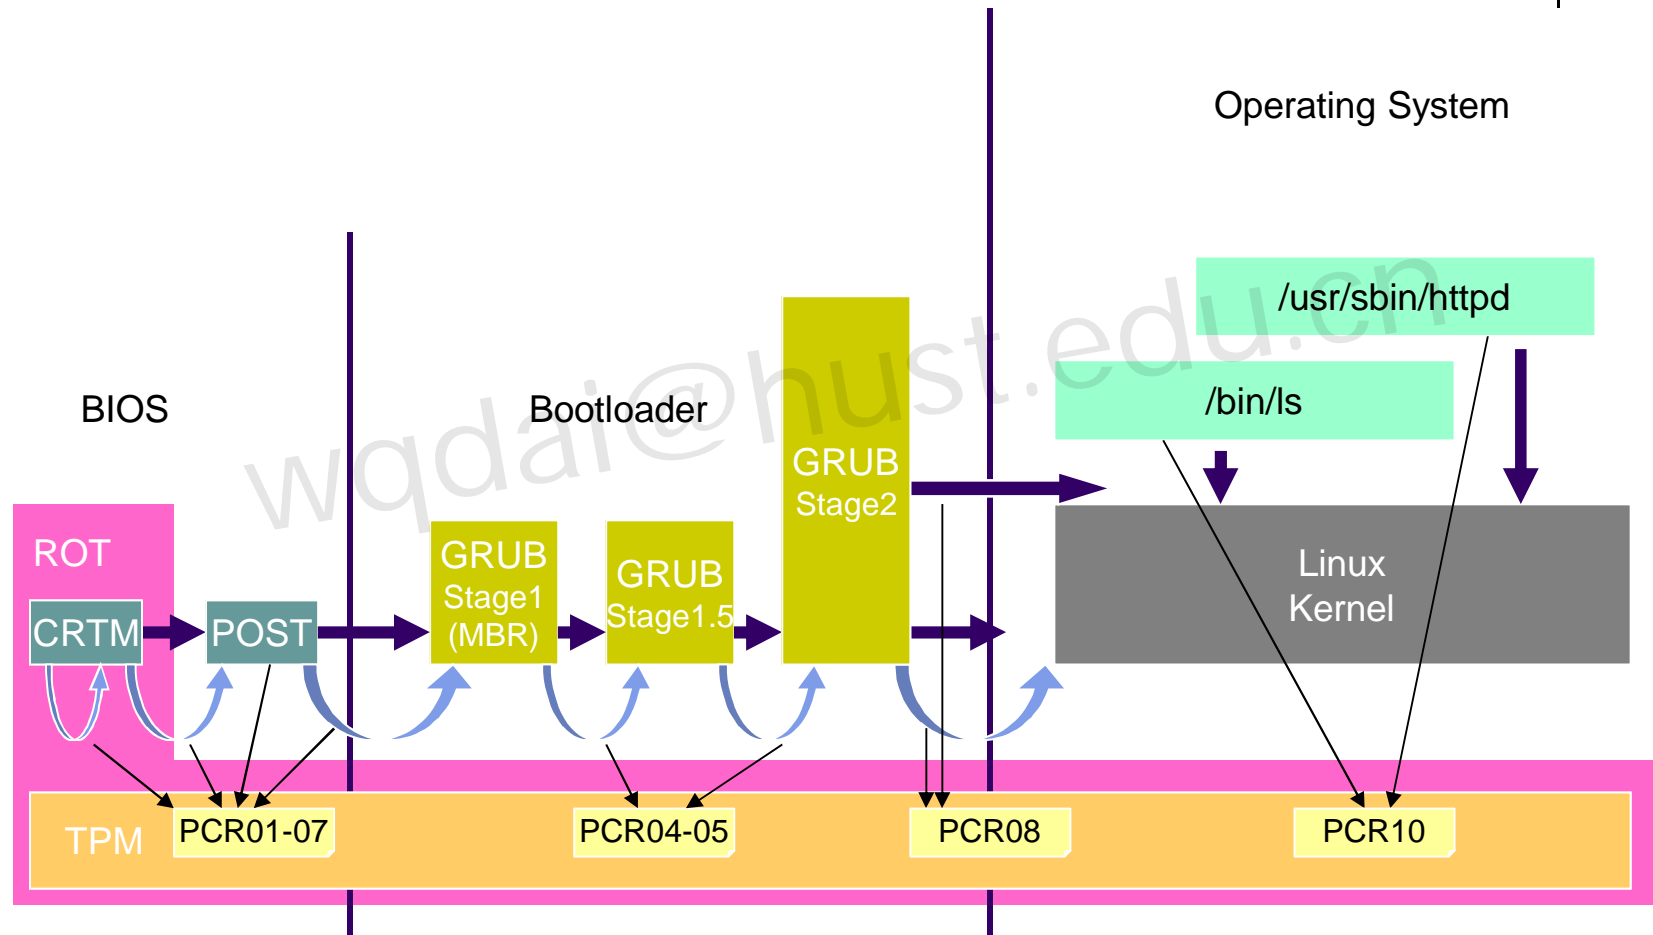 Operating System
/usr/sbin/httpd
/bin/ls
BIOS
Bootloader
wqdai@hust.edu.cn
GRUB
Stage2
ROT
GRUB
Stage1
(MBR)
GRUB
Stage1.5
Linux
Kernel
CRTM
POST
TPM
PCR01-07
PCR04-05
PCR08
PCR10